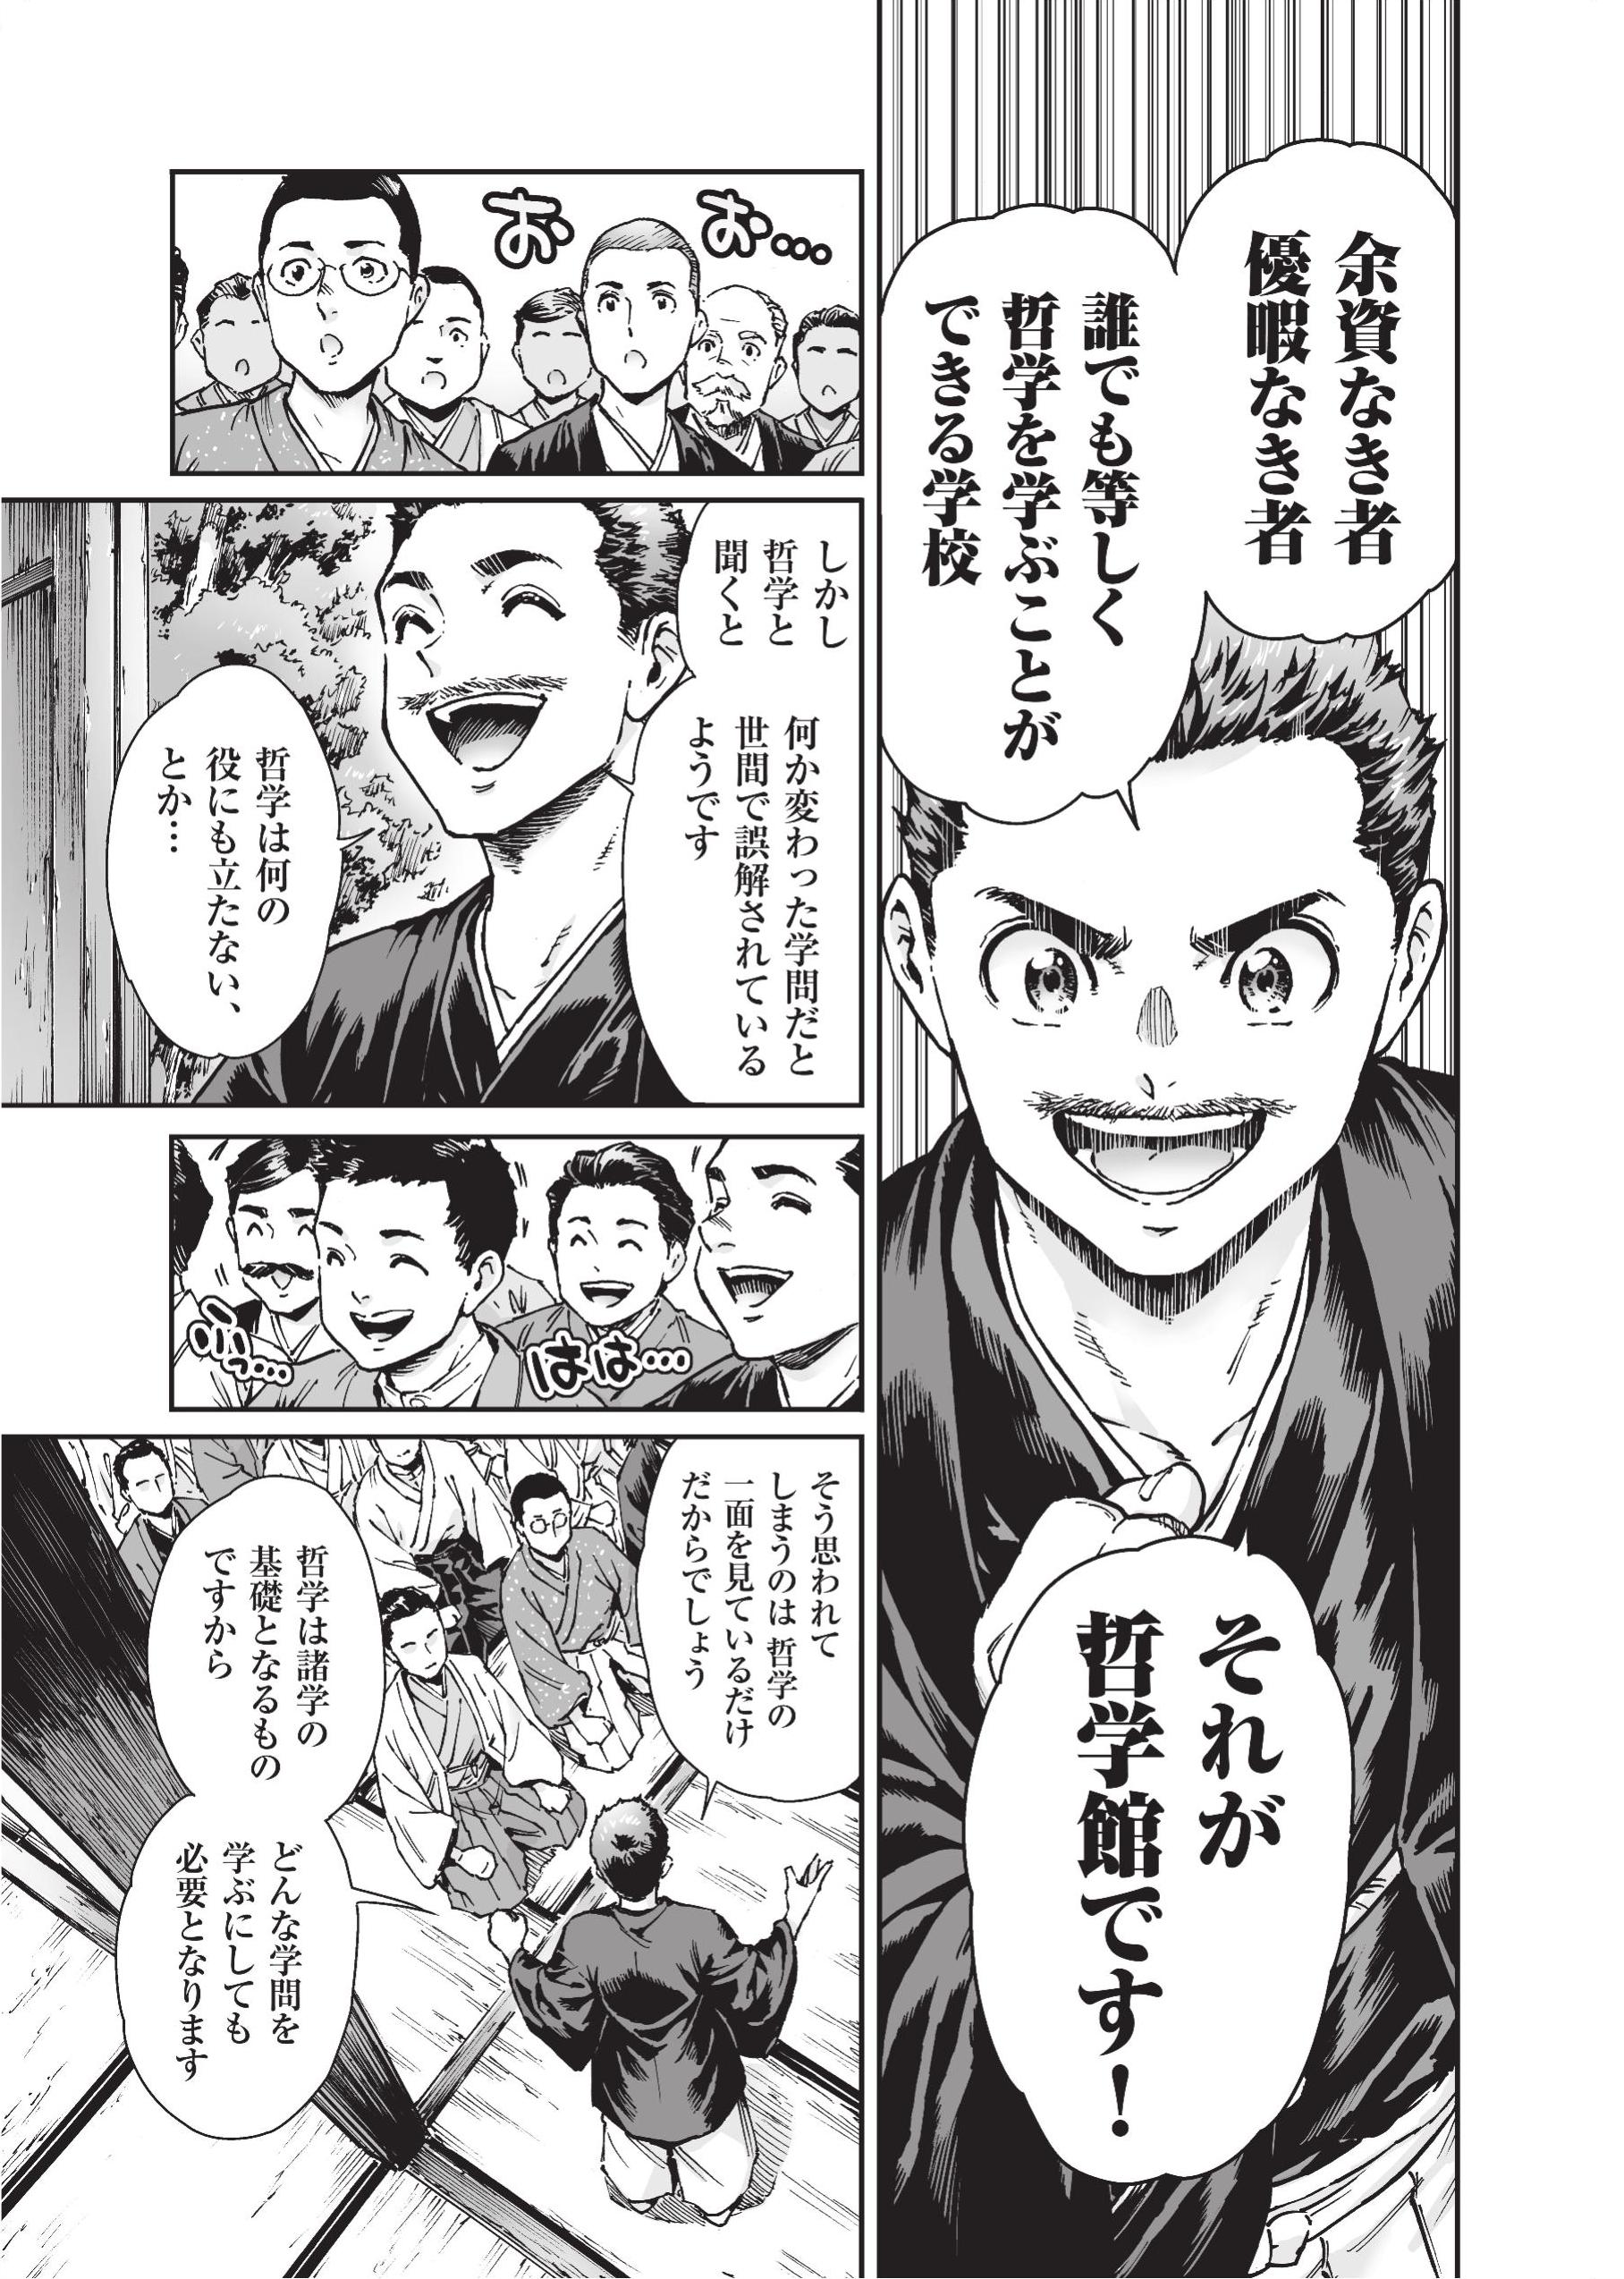 余資なき者
優暇なき者
誰でも等しく
哲学を学ぶことが
できる学校
それが
哲学館です!
お…
お
しかし
哲学と
聞くと
何か変わった学問だと
世間で誤解されている
ようです
哲学は何の
役にも立たない、
とか…
はは…
ふっ…
そう思われて
しまうのは哲学の
一面を見ているだけ
だからでしょう
哲学は諸学の
基礎となるもの
ですから
どんな学問を
学ぶにしても
必要となります